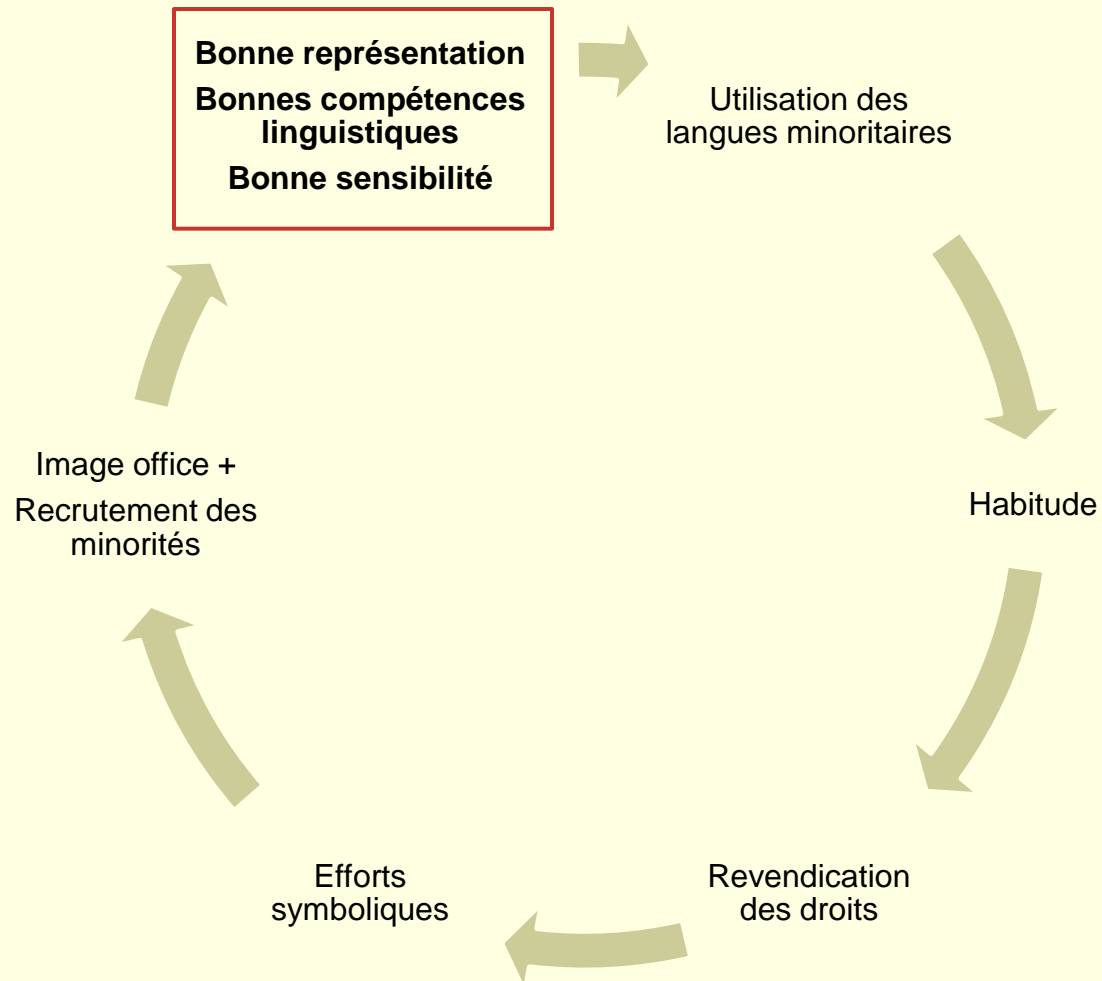 Bonne représentation
Bonnes compétences
linguistiques
Bonne sensibilité
Utilisation des
langues minoritaires
Habitude
Revendication
des droits
Efforts
symboliques
Image office +
Recrutement des
minorités